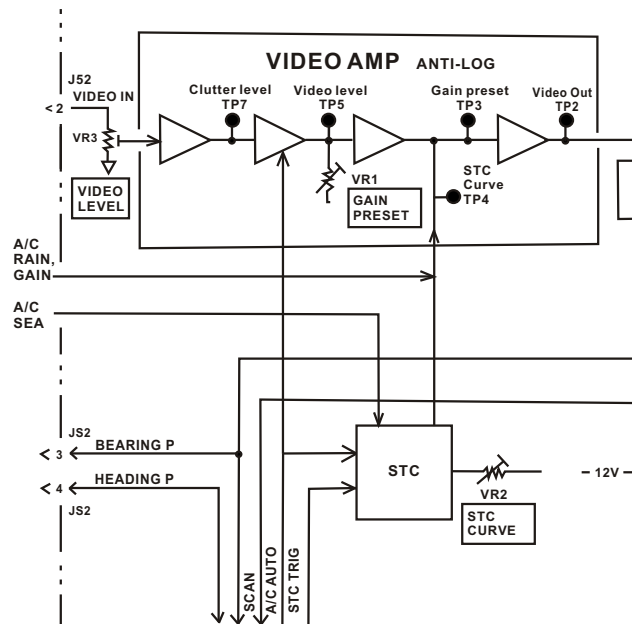 VIDEO AMP ANTI-LOG
J52
VIDEO IN
< 2
VR3
VIDEO
LEVEL
Clutter level
TP7
Video level
TP5
Gain preset
TP3
Video Out
TP2
VR1
GAIN
PRESET
STC
Curve
TP4
A/C
RAIN,
GAIN
A/C
SEA
JS2
< 3
BEARING P
< 4
HEADING P
JS2
STC
VR2
STC
CURVE
– 12V –
SCAN
A/C AUTO
STC TRIG